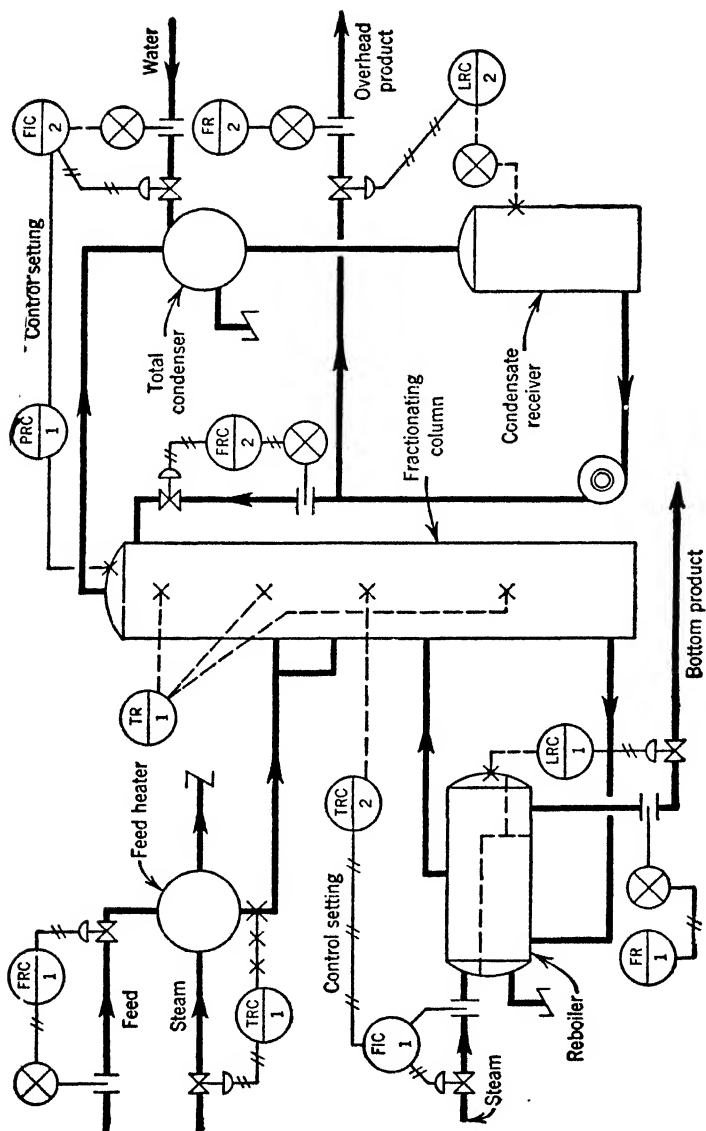 Water
FIC
2
FR
2
Overhead
product
LRC
2
Control setting
PRC
1
Total
condenser
FRC
2
Condensate
receiver
Fractionating
column
TR
1
Feed heater
FRC
1
Feed
Steam
TRC
1
TRC
2
Control setting
FIC
1
Steam
Reboiler
LRC
1
FR
1
Bottom product